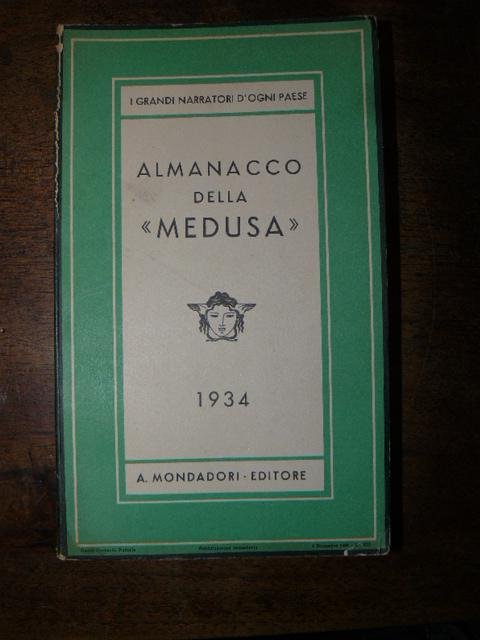 I GRANDI NARRATORI D'OGNI PAESE
ALMANACCO
DELLA
«MEDUSA»
1934
A. MONDADORI - EDITORE